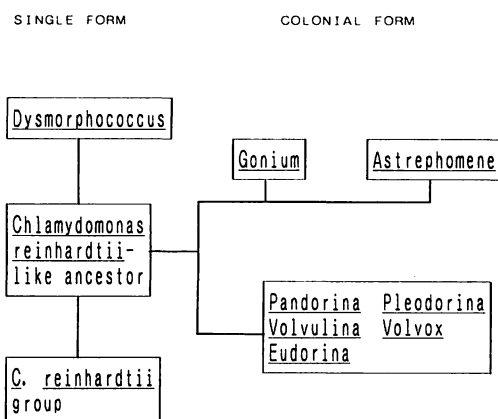 SINGLE FORM COLONIAL FORM
Dysmorphococcus
Gonium
Astrephomene
Chlamydomonas
reinhardtii-
like ancestor
Pandorina Pleodorina
Volvulina Volvox
Eudorina
C. reinhardtii
group